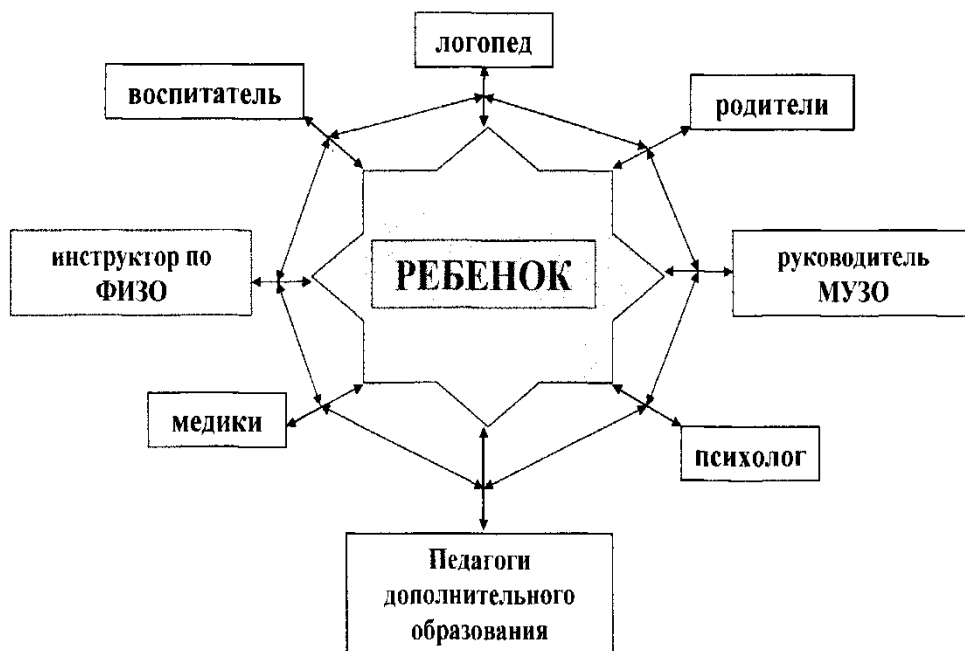 логопед
воспитатель
родители
инструктор по
ФИЗО
РЕБЕНОК
руководитель
МУЗО
медики
психолог
Педагоги
дополнительного
образования